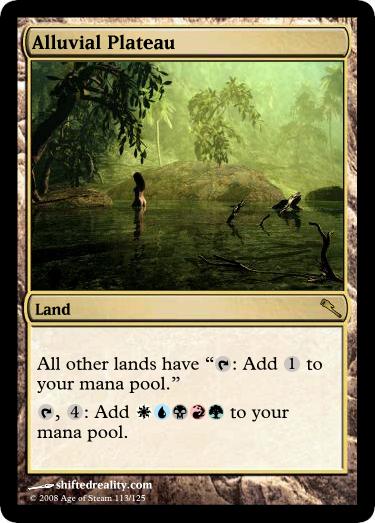 Alluvial Plateau
Land
All other lands have “: Add 1 to
your mana pool.”
, 4: Add to your
mana pool.
shiftedreality.com
© 2008 Age of Steam 113/125